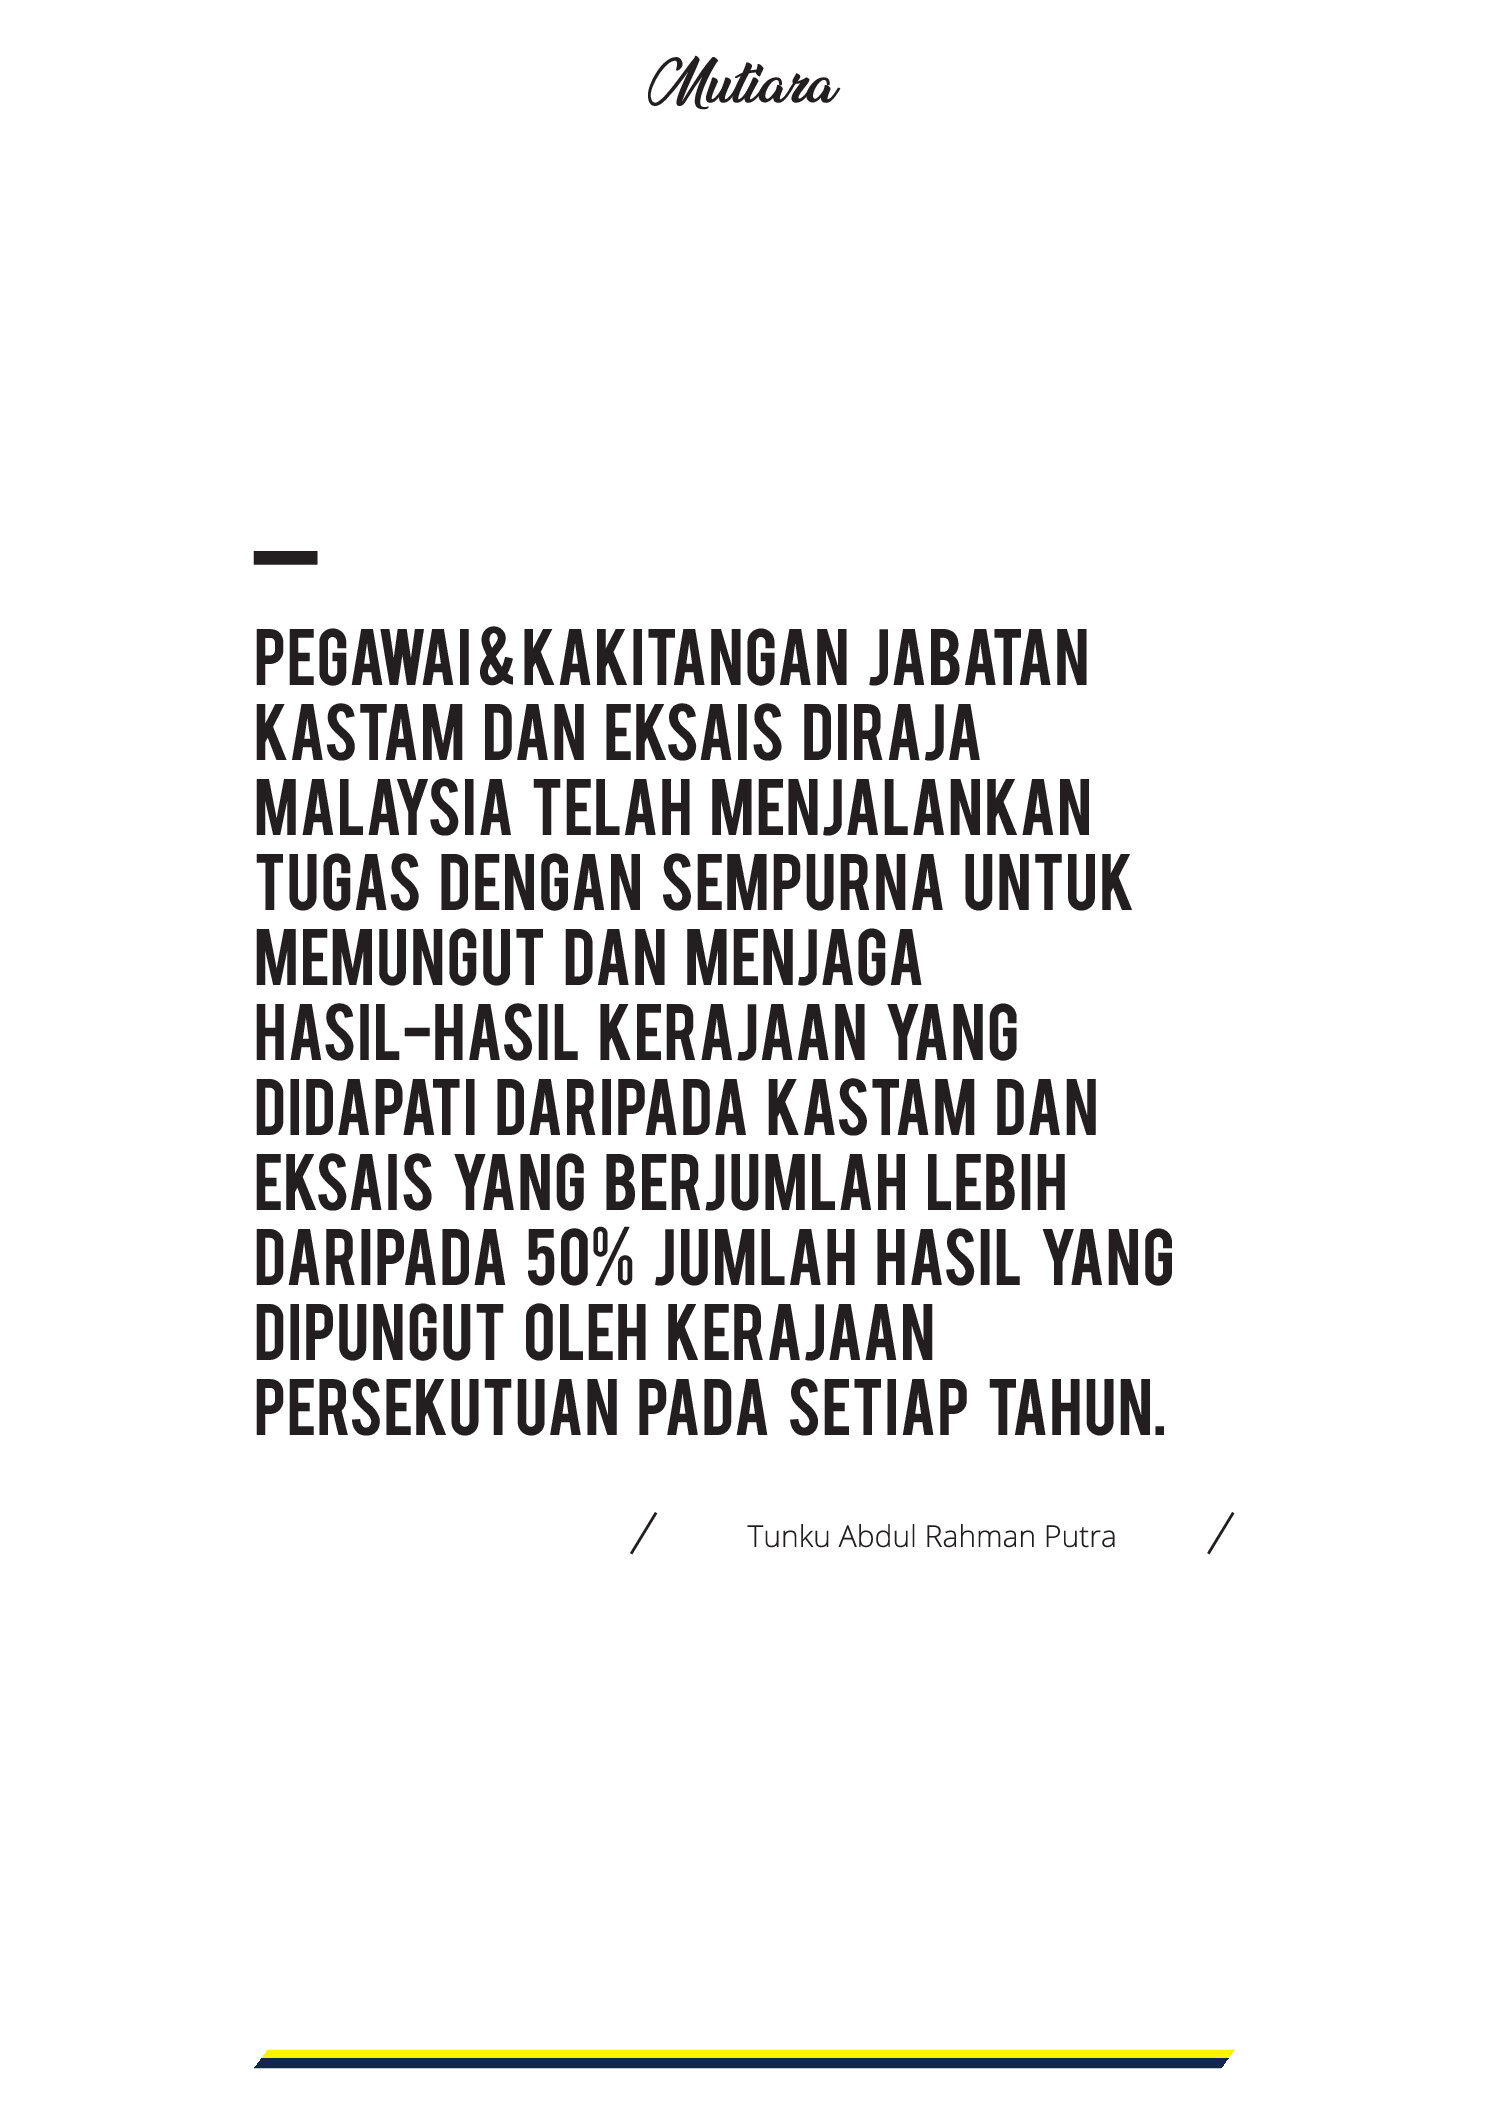 Mutiara
PEGAWAI & KAKITANGAN JABATAN
KASTAM DAN EKSAIS DIRAJA
MALAYSIA TELAH MENJALANKAN
TUGAS DENGAN SEMPURNA UNTUK
MEMUNGUT DAN MENJAGA
HASIL-HASIL KERAJAAN YANG
DIDAPATI DARIPADA KASTAM DAN
EKSAIS YANG BERJUMLAH LEBIH
DARIPADA 50% JUMLAH HASIL YANG
DIPUNGUT OLEH KERAJAAN
PERSEKUTUAN PADA SETIAP TAHUN.
/ Tunku Abdul Rahman Putra /